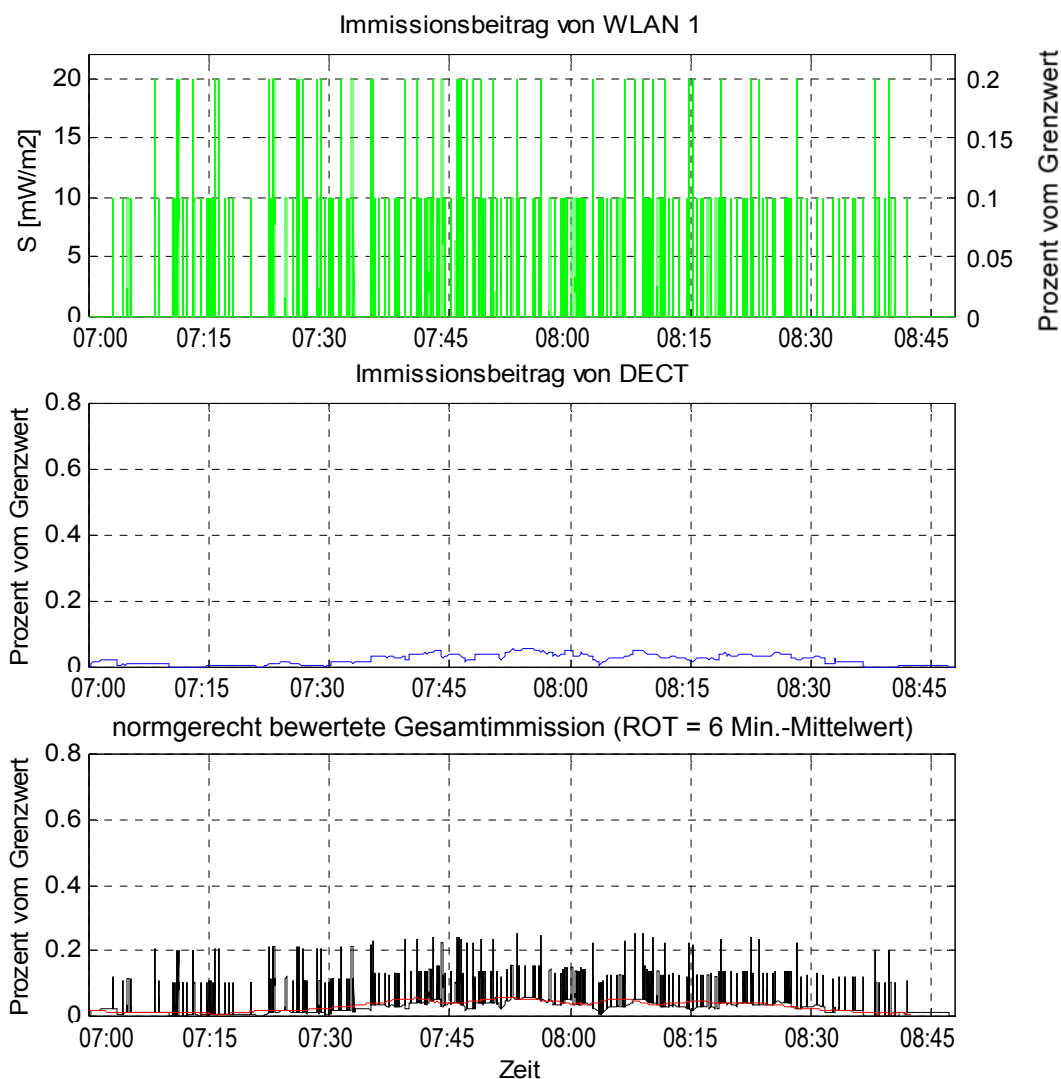 Immissionsbeitrag von WLAN 1
S [mW/m2]
20
15
10
5
0
0.2
0.15
0.1
0.05
0
Prozent vom Grenzwert
07:00 07:15 07:30 07:45 08:00 08:15 08:30 08:45
Immissionsbeitrag von DECT
Prozent vom Grenzwert
0.8
0.6
0.4
0.2
0
07:00 07:15 07:30 07:45 08:00 08:15 08:30 08:45
normgerecht bewertete Gesamtimmission (ROT = 6 Min.-Mittelwert)
Prozent vom Grenzwert
0.8
0.6
0.4
0.2
0
07:00 07:15 07:30 07:45 08:00 08:15 08:30 08:45
Zeit